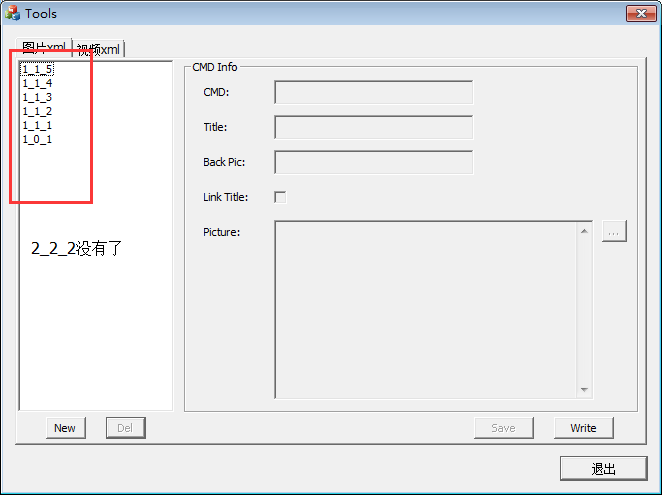 Tools
图片xml 视频xml
1_1_5
1_1_4
1_1_3
1_1_2
1_1_1
1_0_1
2_2_2没有了
CMD Info
CMD:
Title:
Back Pic:
Link Title:
Picture:
...
New Del Save Write
退出